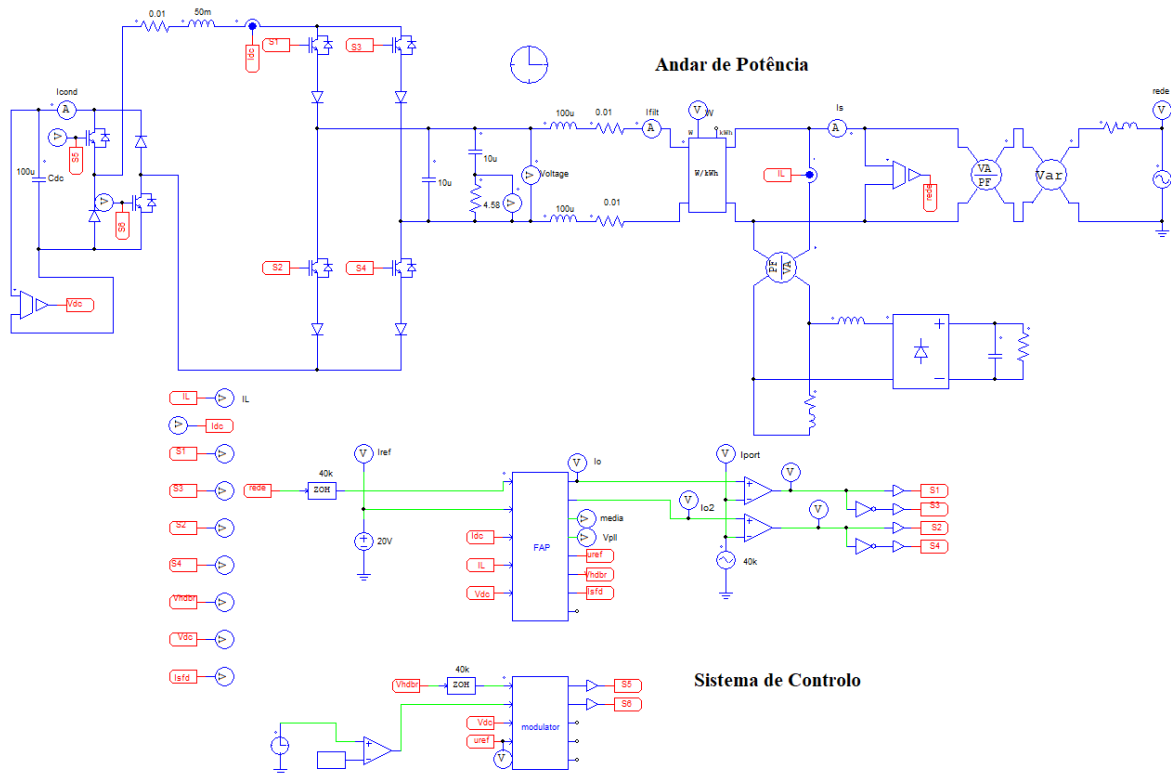 0.01
50m
Idc
S1
S3
Andar de Potência
rede
V
Icond
A
V
S5
100u
Cdc
V
S6
Vdc
10u
10u
4.58
V
Voltage
100u
0.01
Ifilt
A
V
W
W
kWh
W/kWh
100u
0.01
Is
A
IL
rede
VA
PF
Var
PF
VA
S2
S4
IL
V
IL
V
Idc
S1
V
S3
V
S2
V
S4
V
Vhdbr
V
Vdc
V
Isfd
V
V
Iref
40k
rede
ZOH
20V
Idc
IL
Vdc
FAP
V
Io
V
Io2
V
media
V
Vpll
uref
Vhdbr
Isfd
V
Iport
40k
V
V
S1
S3
S2
S4
Sistema de Controlo
40k
Vhdbr
ZOH
Vdc
uref
V
modulator
S5
S6